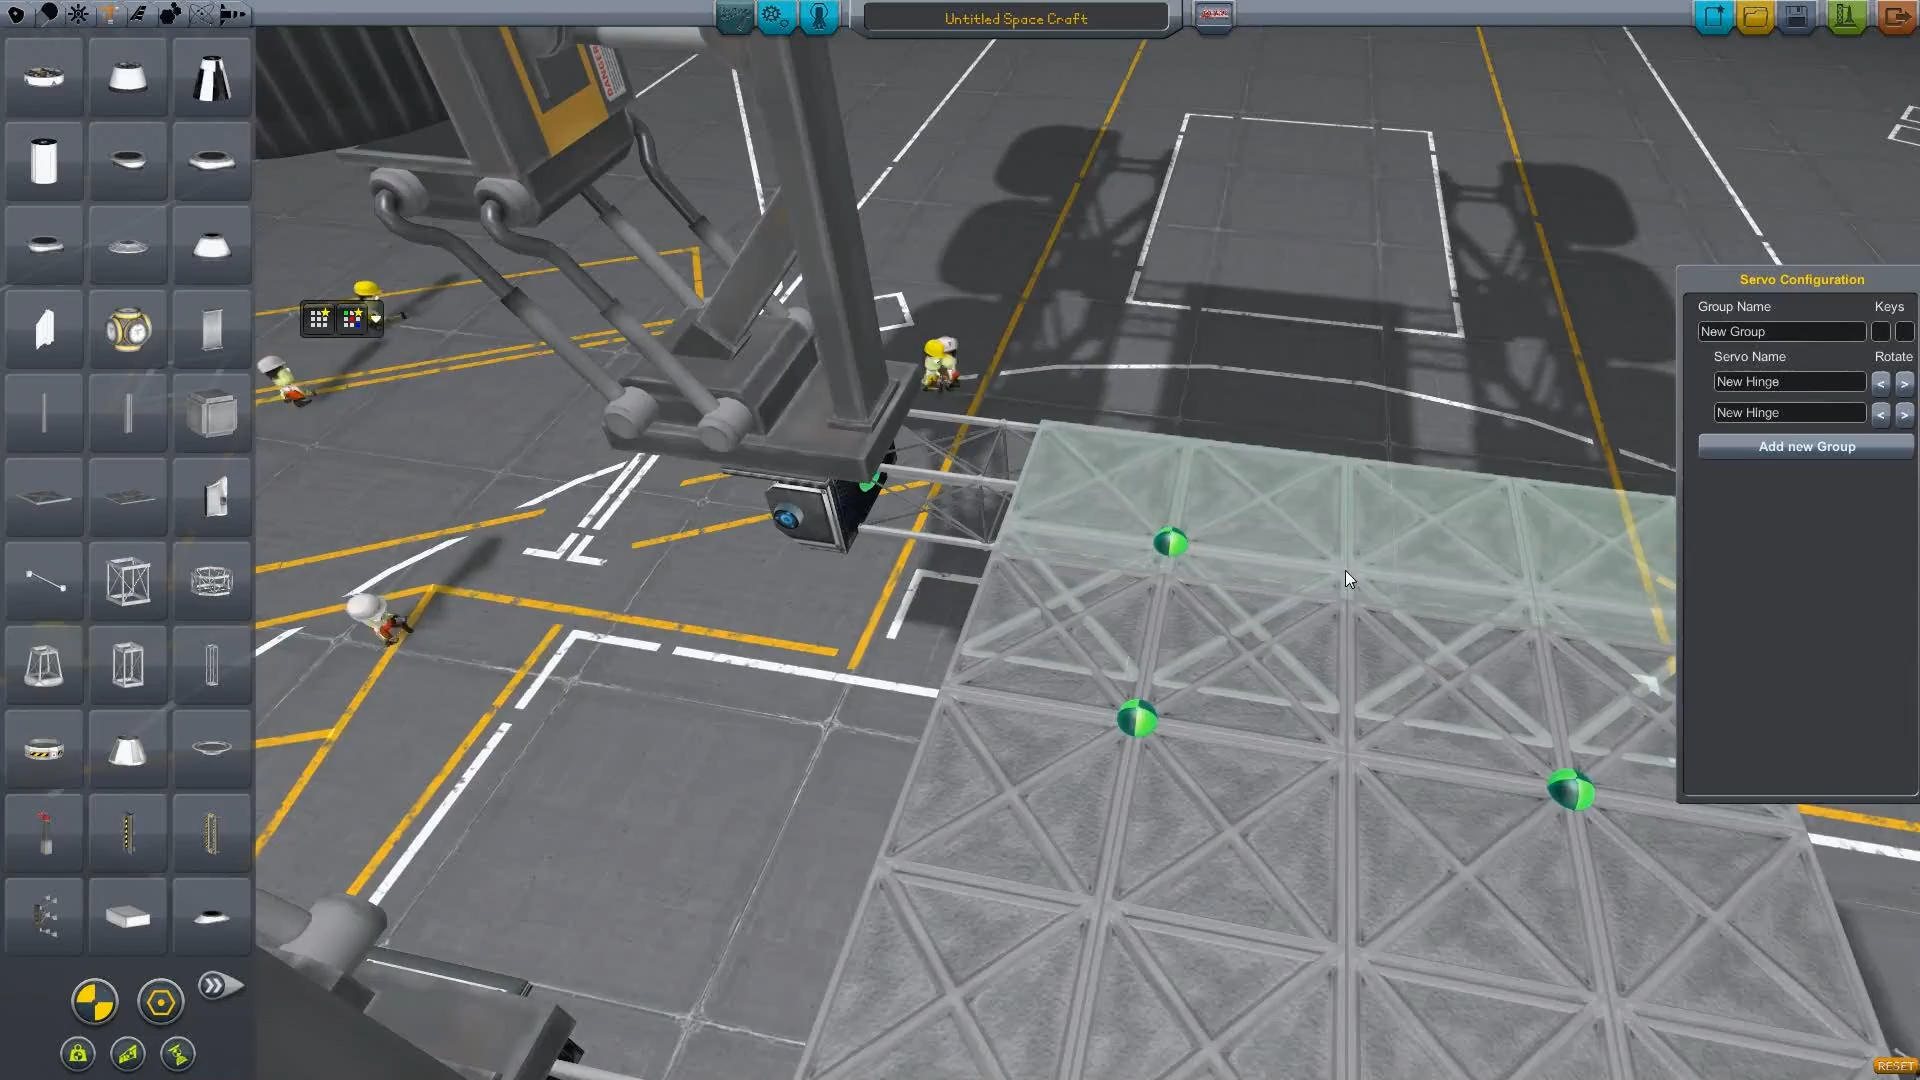 Untitled Space Craft
DANGER
Servo Configuration
Group Name Keys
New Group
Servo Name Rotate
New Hinge < >
New Hinge < >
Add new Group
RESET